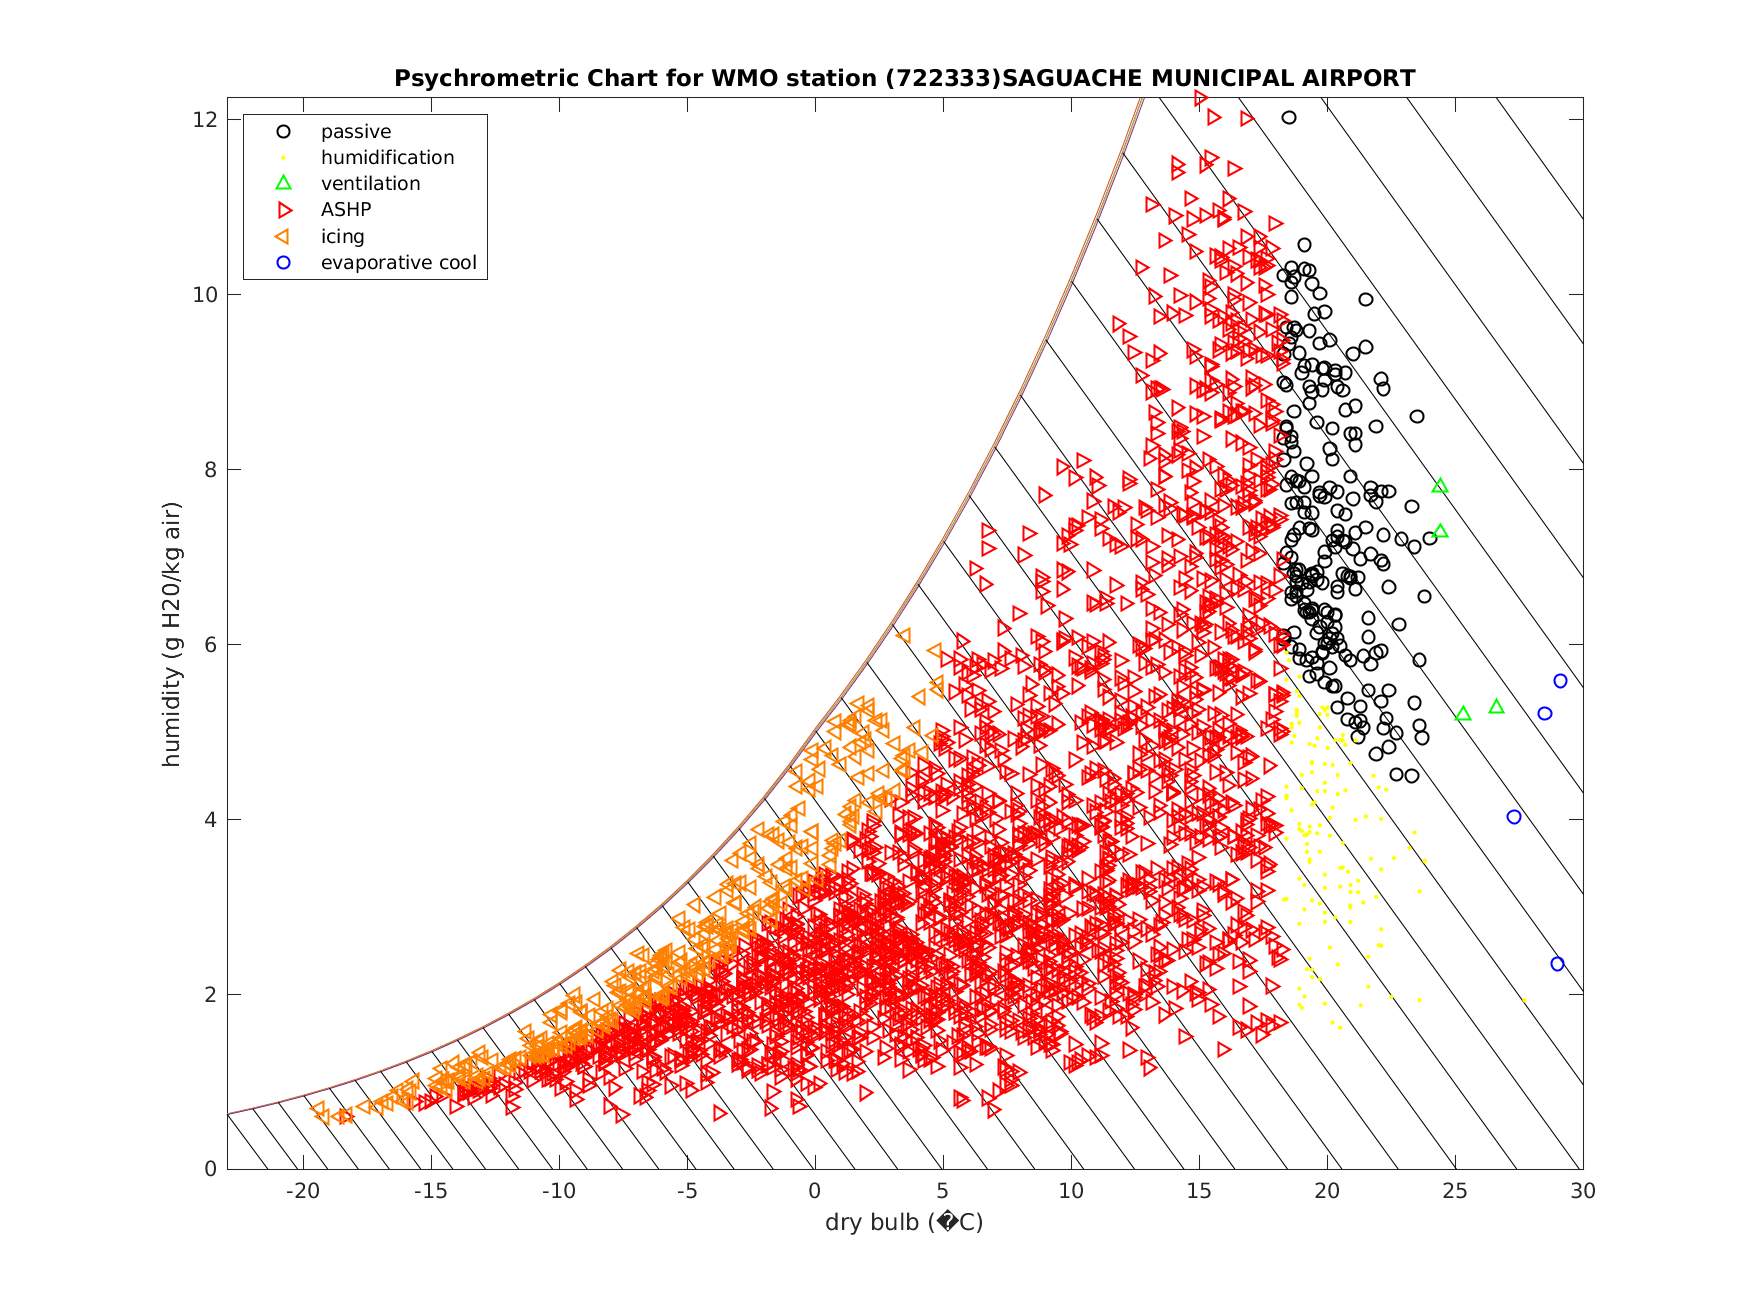 Psychrometric Chart for WMO station (722333)SAGUACHE MUNICIPAL AIRPORT
passive
humidification
ventilation
ASHP
icing
evaporative cool
humidity (g H20/kg air)
12
10
8
6
4
2
0
-20 -15 -10 -5 0 5 10 15 20 25 30
dry bulb (�C)